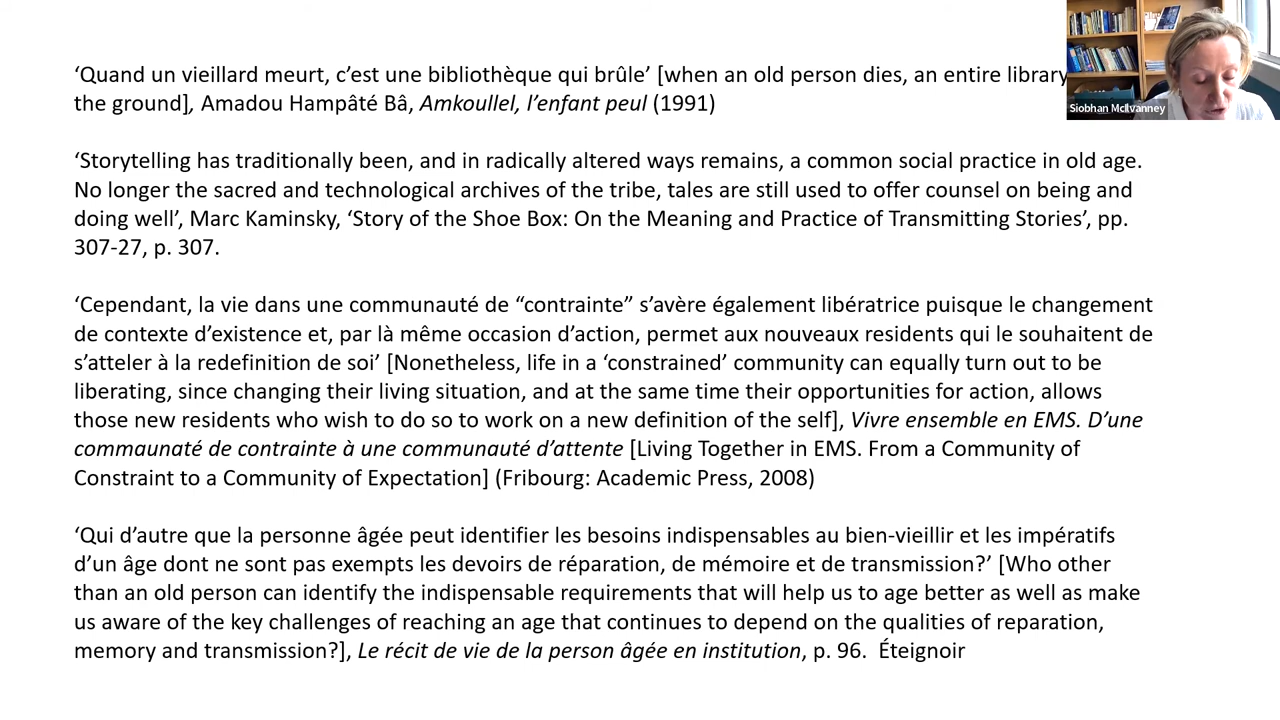 ‘Quand un vieillard meurt, c’est une bibliothèque qui brûle’ [when an old person dies, an entire library
the ground], Amadou Hampâté Bâ, Amkoullel, l’enfant peul (1991)
Siobhan McIlvanney
‘Storytelling has traditionally been, and in radically altered ways remains, a common social practice in old age.
No longer the sacred and technological archives of the tribe, tales are still used to offer counsel on being and
doing well’, Marc Kaminsky, ‘Story of the Shoe Box: On the Meaning and Practice of Transmitting Stories’, pp.
307-27, p. 307.
‘Cependant, la vie dans une communauté de “contrainte” s’avère également libératrice puisque le changement
de contexte d’existence et, par là même occasion d’action, permet aux nouveaux residents qui le souhaitent de
s’atteler à la redefinition de soi’ [Nonetheless, life in a ‘constrained’ community can equally turn out to be
liberating, since changing their living situation, and at the same time their opportunities for action, allows
those new residents who wish to do so to work on a new definition of the self], Vivre ensemble en EMS. D’une
commaunaté de contrainte à une communauté d’attente [Living Together in EMS. From a Community of
Constraint to a Community of Expectation] (Fribourg: Academic Press, 2008)
‘Qui d’autre que la personne âgée peut identifier les besoins indispensables au bien-vieillir et les impératifs
d’un âge dont ne sont pas exempts les devoirs de réparation, de mémoire et de transmission?’ [Who other
than an old person can identify the indispensable requirements that will help us to age better as well as make
us aware of the key challenges of reaching an age that continues to depend on the qualities of reparation,
memory and transmission?], Le récit de vie de la person âgée en institution, p. 96.  Éteignoir